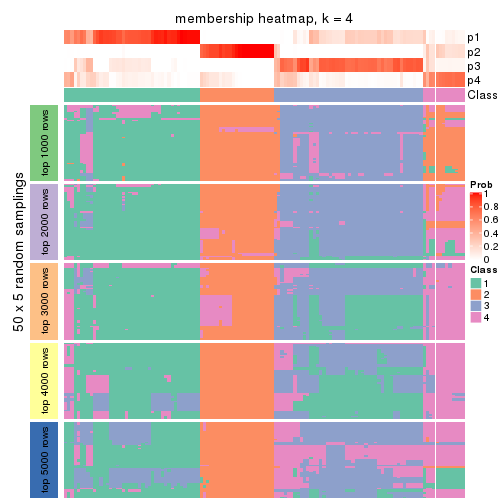 membership heatmap, k = 4
p1
p2
p3
p4
Class
50 x 5 random samplings
top 1000 rows
top 2000 rows
top 3000 rows
top 4000 rows
top 5000 rows
Prob
1
0.8
0.6
0.4
0.2
0
Class
1
2
3
4